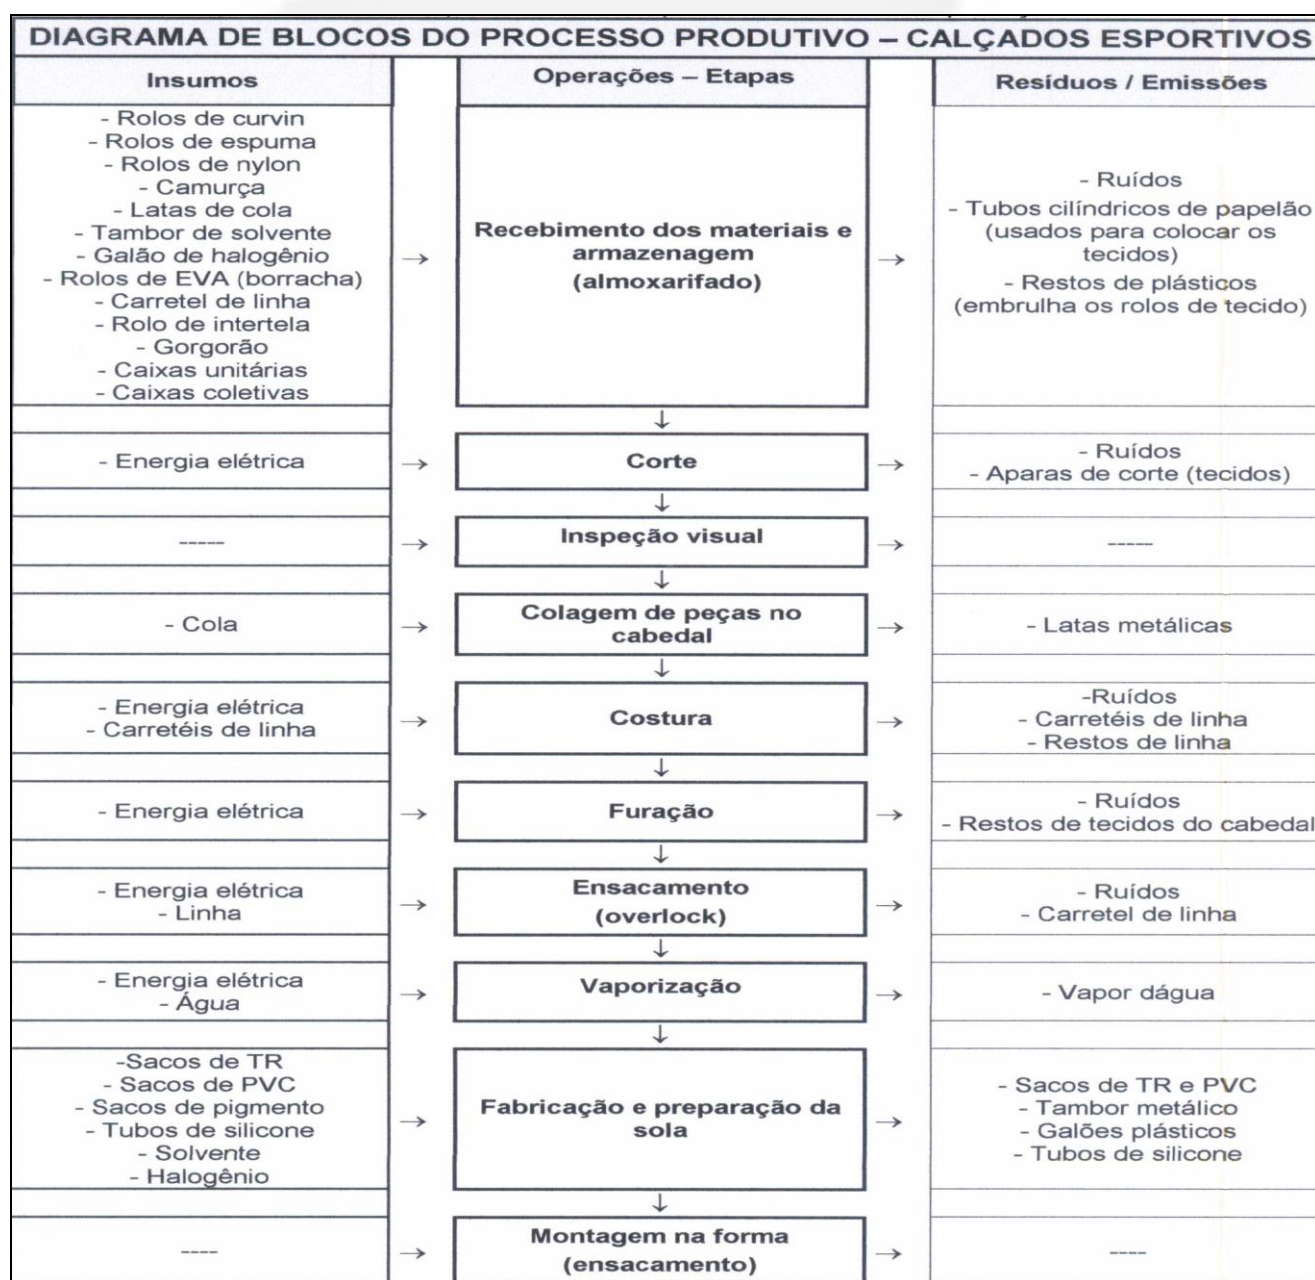 DIAGRAMA DE BLOCOS DO PROCESSO PRODUTIVO – CALÇADOS ESPORTIVOS
Insumos
Operações – Etapas
Resíduos / Emissões
- Rolos de curvin
- Rolos de espuma
- Rolos de nylon
- Camurça
- Latas de cola
- Tambor de solvente
- Galão de halogênio
- Rolos de EVA (borracha)
- Carretel de linha
- Rolo de intertela
- Gorgorão
- Caixas unitárias
- Caixas coletivas
→
Recebimento dos materiais e
armazenagem
(almoxarifado)
→
- Ruídos
- Tubos cilíndricos de papelão
(usados para colocar os
tecidos)
- Restos de plásticos
(embrulha os rolos de tecido)
↓
- Energia elétrica
→
Corte
→
- Ruídos
- Aparas de corte (tecidos)
↓
-----
→
Inspeção visual
→
-----
↓
- Cola
→
Colagem de peças no
cabedal
→
- Latas metálicas
↓
- Energia elétrica
- Carretéis de linha
→
Costura
→
-Ruídos
- Carretéis de linha
- Restos de linha
↓
- Energia elétrica
→
Furação
→
- Ruídos
- Restos de tecidos do cabedal
↓
- Energia elétrica
- Linha
→
Ensacamento
(overlock)
→
- Ruídos
- Carretel de linha
↓
- Energia elétrica
- Água
→
Vaporização
→
- Vapor dágua
↓
-Sacos de TR
- Sacos de PVC
- Sacos de pigmento
- Tubos de silicone
- Solvente
- Halogênio
→
Fabricação e preparação da
sola
→
- Sacos de TR e PVC
- Tambor metálico
- Galões plásticos
- Tubos de silicone
↓
----
→
Montagem na forma
(ensacamento)
→
----